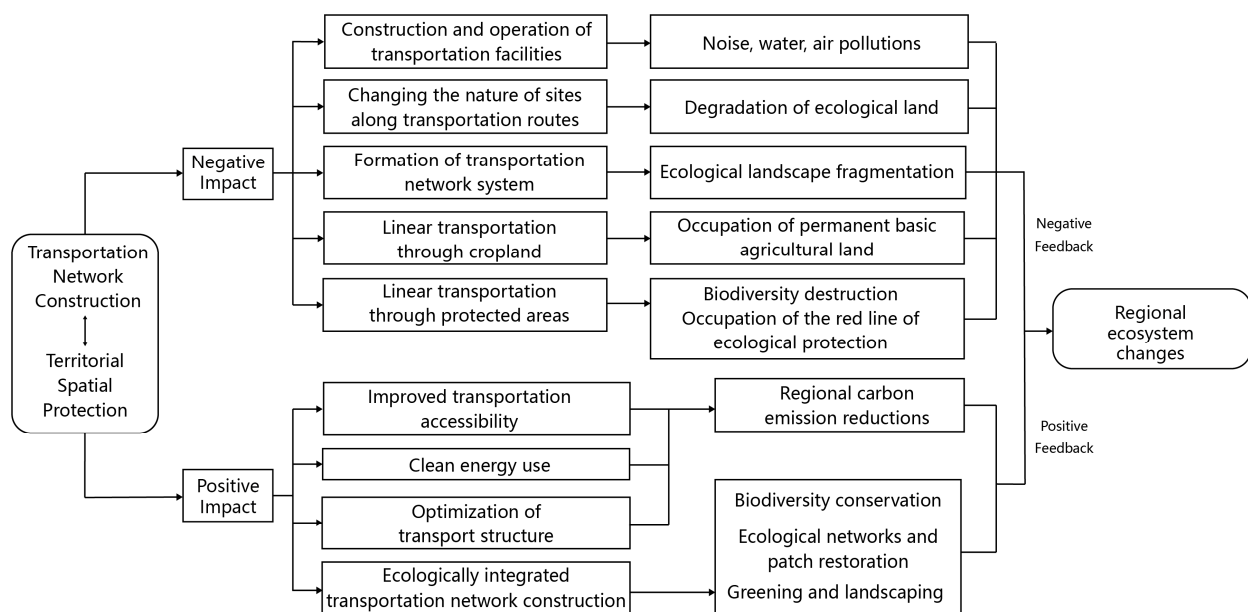 Transportation
Network
Construction
Territorial
Spatial
Protection
Negative
Impact
Construction and operation of
transportation facilities
Noise, water, air pollutions
Changing the nature of sites
along transportation routes
Degradation of ecological land
Formation of transportation
network system
Ecological landscape fragmentation
Linear transportation
through cropland
Occupation of permanent basic
agricultural land
Linear transportation
through protected areas
Biodiversity destruction
Occupation of the red line of
ecological protection
Negative
Feedback
Regional
ecosystem
changes
Positive
Impact
Improved transportation
accessibility
Clean energy use
Optimization of
transport structure
Regional carbon
emission reductions
Ecologically integrated
transportation network construction
Biodiversity conservation
Ecological networks and
patch restoration
Greening and landscaping
Positive
Feedback